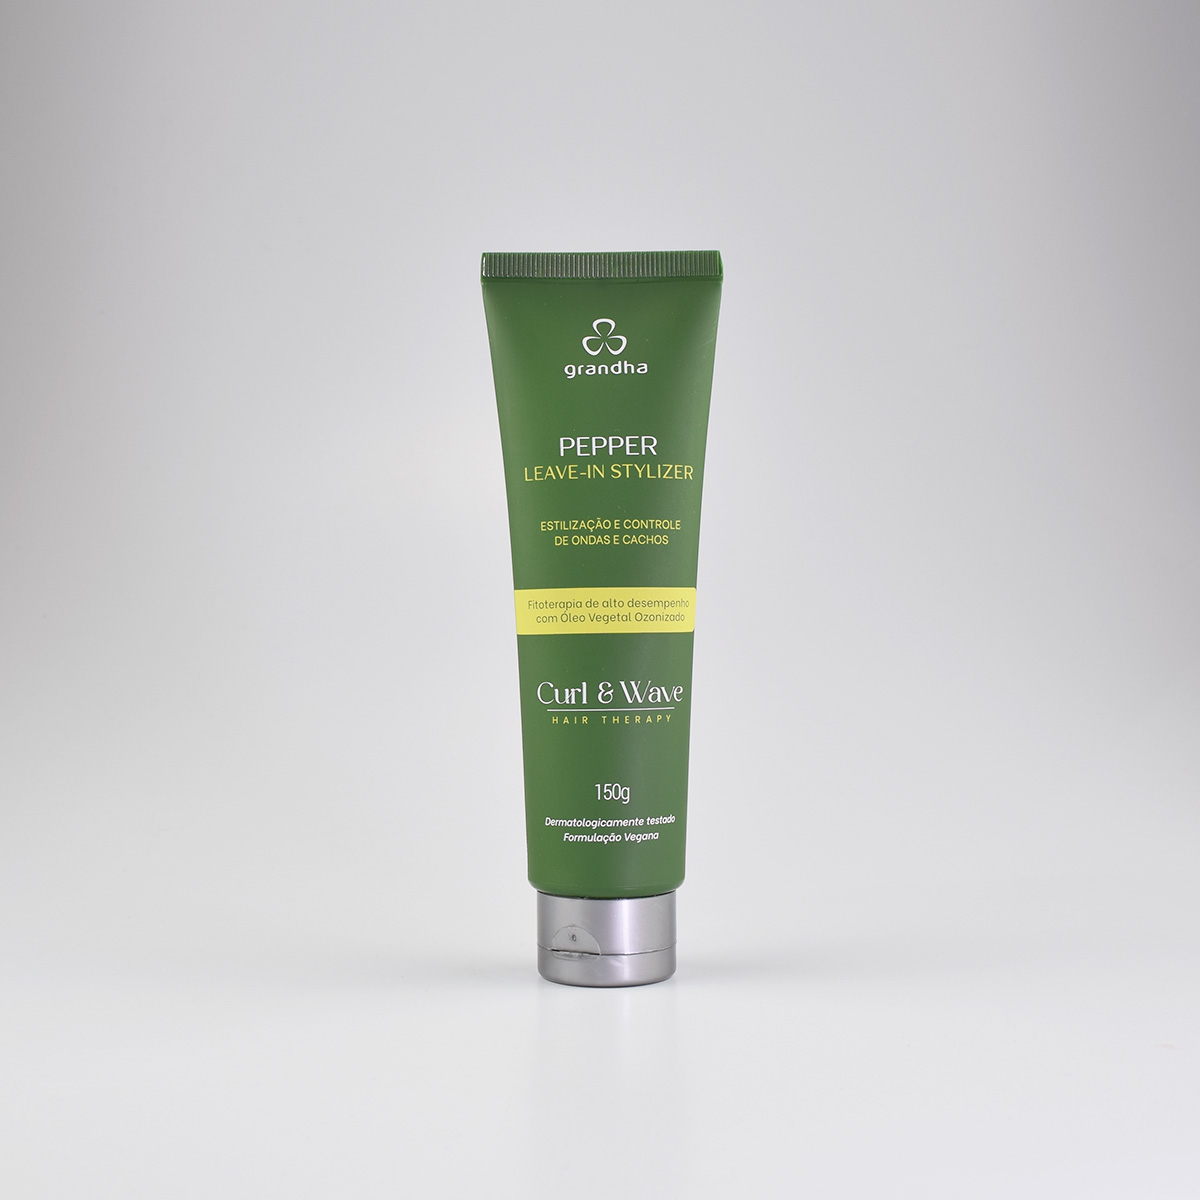 grandha
PEPPER
LEAVE-IN STYLIZER
ESTILIZAÇÃO E CONTROLE
DE ONDAS E CACHOS
Fitoterapia de alto desempenho
com Óleo Vegetal Ozonizado
Curl & Wave
HAIR THERAPY
150g
Dermatologicamente testado
Formulação Vegana